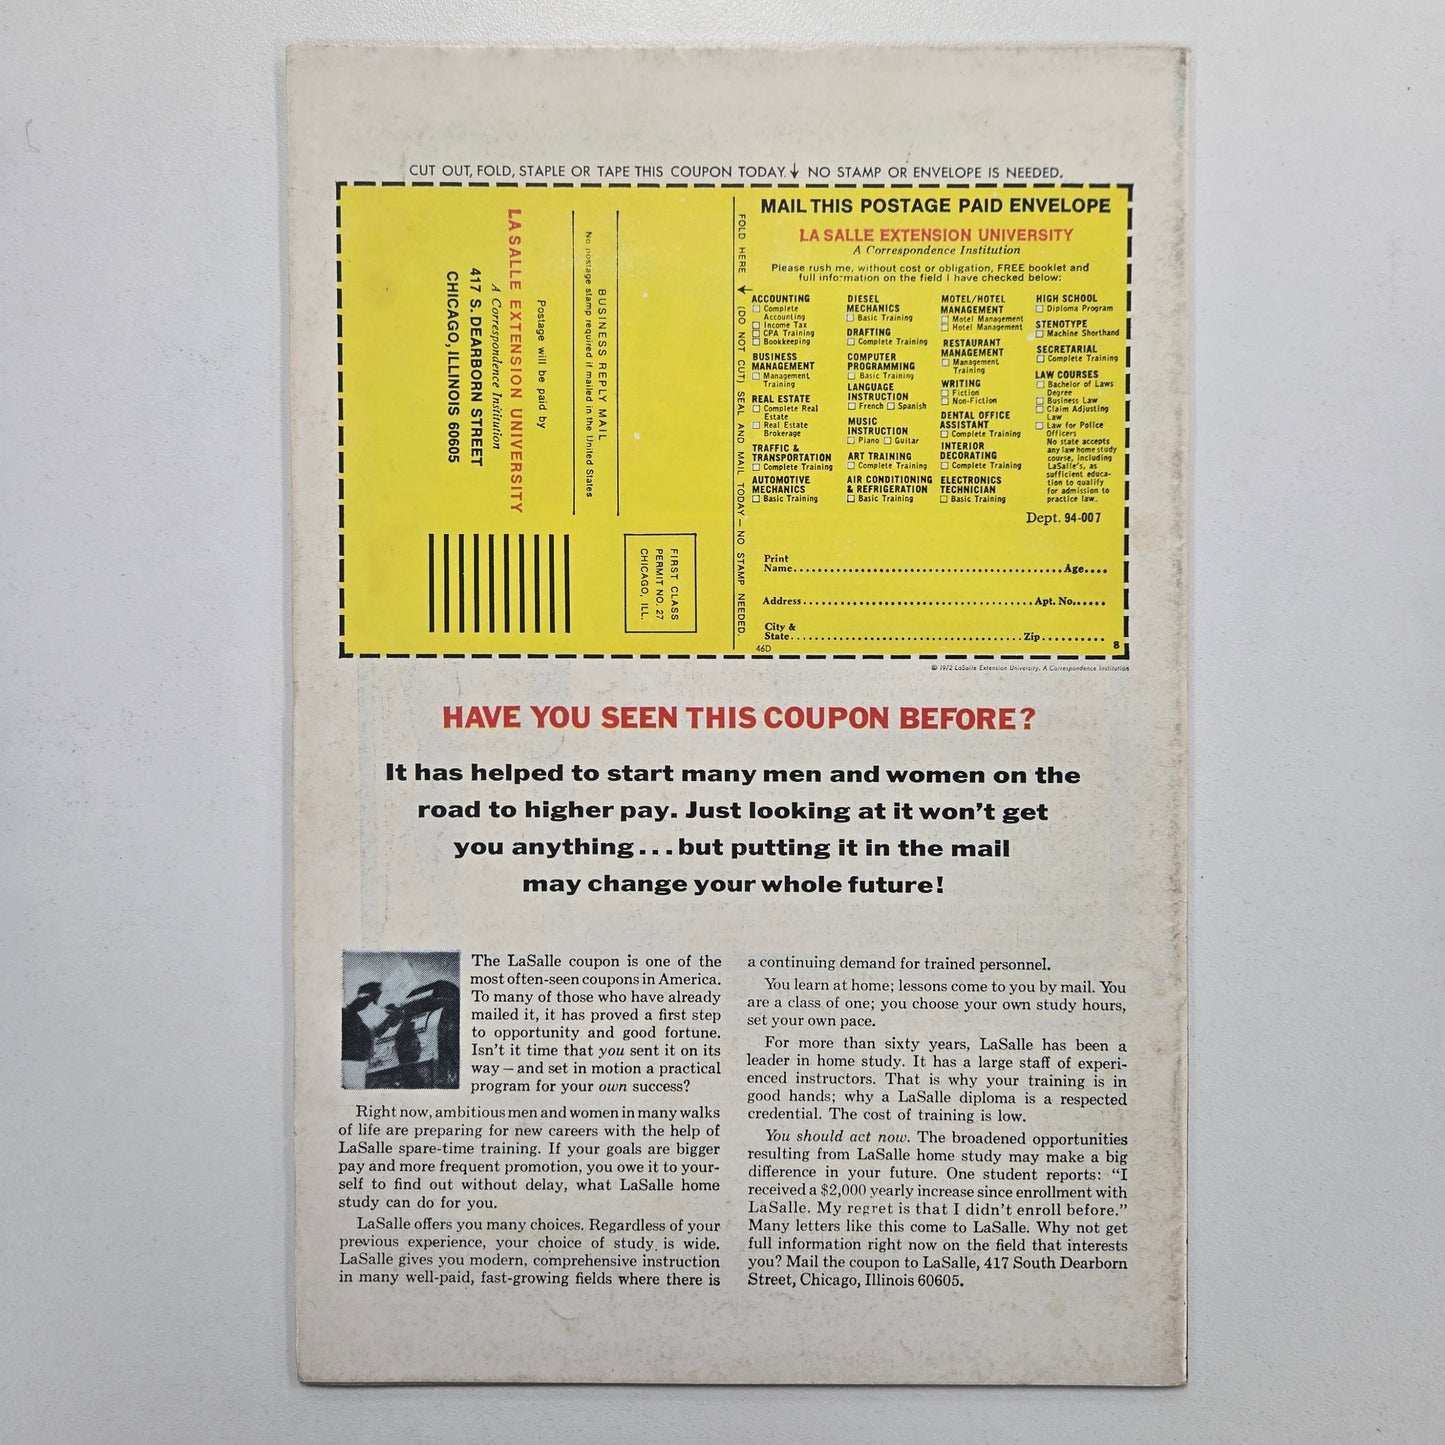 CUT OUT, FOLD, STAPLE OR TAPE THIS COUPON TODAY. ↓ NO STAMP OR ENVELOPE IS NEEDED.
FIRST CLASS
PERMIT NO. 27
CHICAGO, ILL.
BUSINESS REPLY MAIL
No postage stamp required if mailed in the United States
Postage will be paid by
LA SALLE EXTENSION UNIVERSITY
A Correspondence Institution
417 S. DEARBORN STREET
CHICAGO, ILLINOIS 60605
FOLD HERE ↓ (DO NOT CUT) SEAL AND MAIL TODAY — NO STAMP NEEDED.
MAIL THIS POSTAGE PAID ENVELOPE
LA SALLE EXTENSION UNIVERSITY
A Correspondence Institution
Please rush me, without cost or obligation, FREE booklet and
full information on the field I have checked below:
ACCOUNTING
☐ Complete
Accounting
☐ Income Tax
☐ CPA Training
☐ Bookkeeping
BUSINESS
MANAGEMENT
☐ Management
Training
REAL ESTATE
☐ Complete Real
Estate
☐ Real Estate
Brokerage
TRAFFIC &
TRANSPORTATION
☐ Complete Training
AUTOMOTIVE
MECHANICS
☐ Basic Training
DIESEL
MECHANICS
☐ Basic Training
DRAFTING
☐ Complete Training
COMPUTER
PROGRAMMING
☐ Basic Training
LANGUAGE
INSTRUCTION
☐ French ☐ Spanish
MUSIC
INSTRUCTION
☐ Piano ☐ Guitar
ART TRAINING
☐ Complete Training
AIR CONDITIONING
& REFRIGERATION
☐ Basic Training
MOTEL/HOTEL
MANAGEMENT
☐ Motel Management
☐ Hotel Management
RESTAURANT
MANAGEMENT
☐ Management
Training
WRITING
☐ Fiction
☐ Non-Fiction
DENTAL OFFICE
ASSISTANT
☐ Complete Training
INTERIOR
DECORATING
☐ Complete Training
ELECTRONICS
TECHNICIAN
☐ Basic Training
HIGH SCHOOL
☐ Diploma Program
STENOTYPE
☐ Machine Shorthand
SECRETARIAL
☐ Complete Training
LAW COURSES
☐ Bachelor of Laws
Degree
☐ Business Law
☐ Claim Adjusting
Law
☐ Law for Police
Officers
No state accepts
any law home study
course, including
LaSalle's, as
sufficient educa-
tion to qualify
for admission to
practice law.
Dept. 94-007
Print
Name..........Age....
Address..........Apt. No......
City &
State..........Zip..........
46D 8
© 1972 LaSalle Extension University. A Correspondence Institution
HAVE YOU SEEN THIS COUPON BEFORE?
It has helped to start many men and women on the
road to higher pay. Just looking at it won't get
you anything...but putting it in the mail
may change your whole future!
The LaSalle coupon is one of the
most often-seen coupons in America.
To many of those who have already
mailed it, it has proved a first step
to opportunity and good fortune.
Isn't it time that you sent it on its
way — and set in motion a practical
program for your own success?
Right now, ambitious men and women in many walks
of life are preparing for new careers with the help of
LaSalle spare-time training. If your goals are bigger
pay and more frequent promotion, you owe it to your-
self to find out without delay, what LaSalle home
study can do for you.
LaSalle offers you many choices. Regardless of your
previous experience, your choice of study is wide.
LaSalle gives you modern, comprehensive instruction
in many well-paid, fast-growing fields where there is
a continuing demand for trained personnel.
You learn at home; lessons come to you by mail. You
are a class of one; you choose your own study hours,
set your own pace.
For more than sixty years, LaSalle has been a
leader in home study. It has a large staff of experi-
enced instructors. That is why your training is in
good hands; why a LaSalle diploma is a respected
credential. The cost of training is low.
You should act now. The broadened opportunities
resulting from LaSalle home study may make a big
difference in your future. One student reports: "I
received a $2,000 yearly increase since enrollment with
LaSalle. My regret is that I didn't enroll before."
Many letters like this come to LaSalle. Why not get
full information right now on the field that interests
you? Mail the coupon to LaSalle, 417 South Dearborn
Street, Chicago, Illinois 60605.